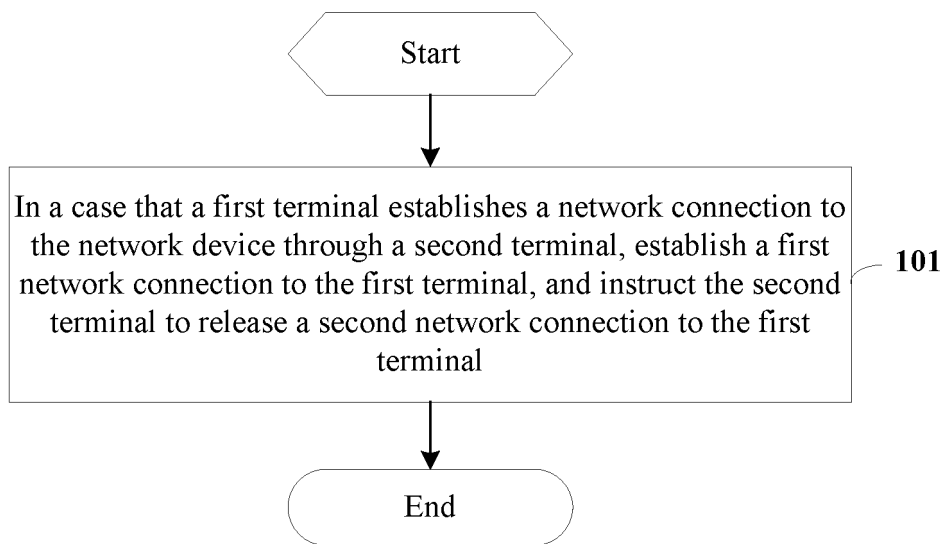 Start
In a case that a first terminal establishes a network connection to
the network device through a second terminal, establish a first
network connection to the first terminal, and instruct the second
terminal to release a second network connection to the first
terminal
101
End